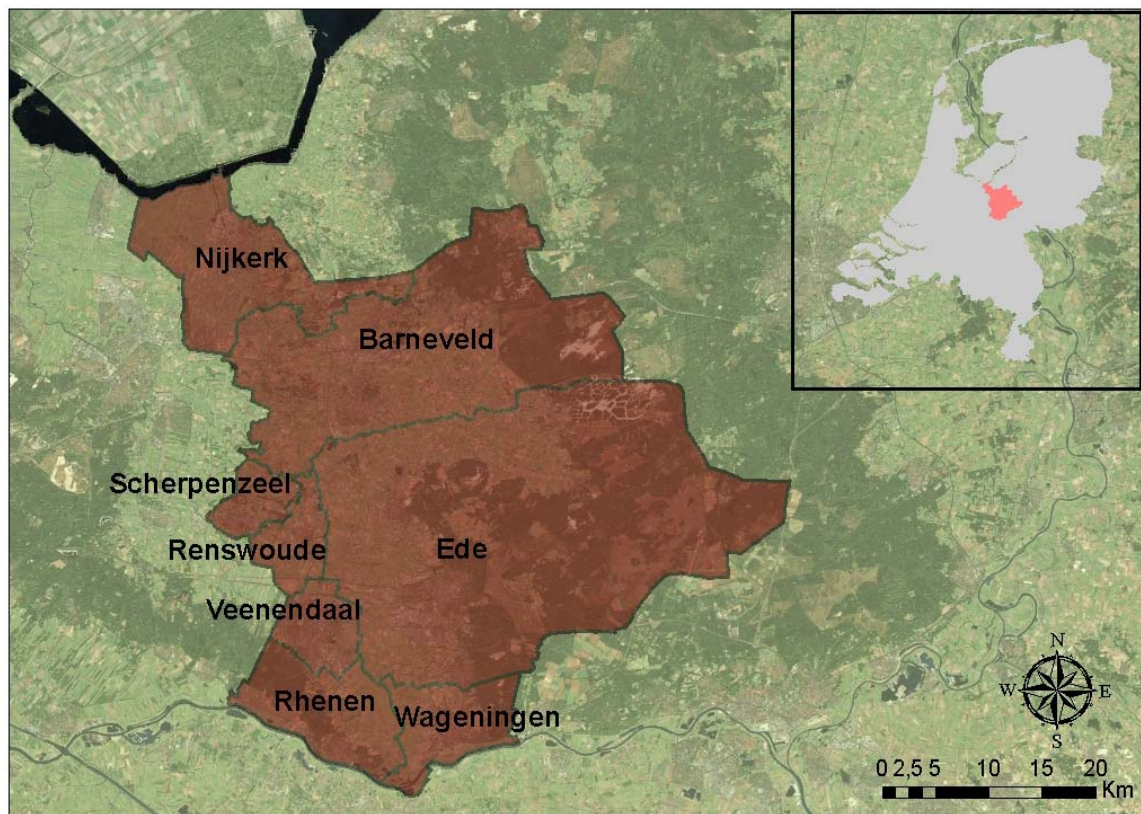 Nijkerk
Barneveld
Scherpenzeel
Renswoude
Ede
Veenendaal
Rhenen
Wageningen
N
W E
S
0 2,5 5 10 15 20
Km